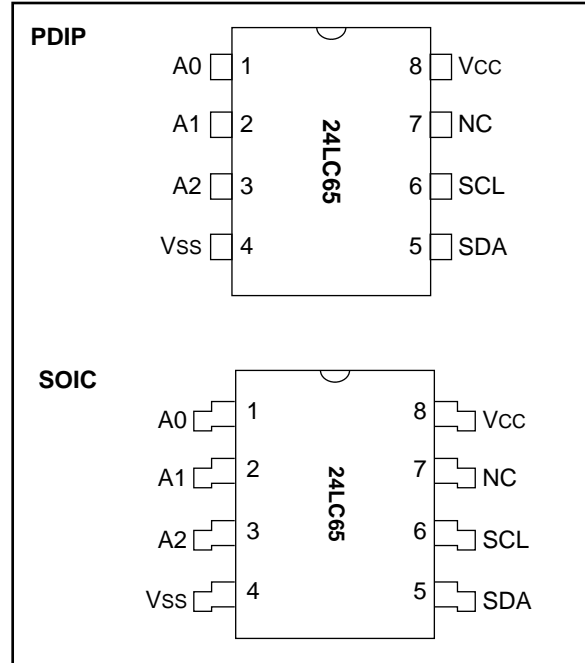 PDIP
A0 1 8 VCC
A1 2 7 NC
24LC65
A2 3 6 SCL
VSS 4 5 SDA
SOIC
A0 1 8 VCC
A1 2 7 NC
24LC65
A2 3 6 SCL
VSS 4 5 SDA